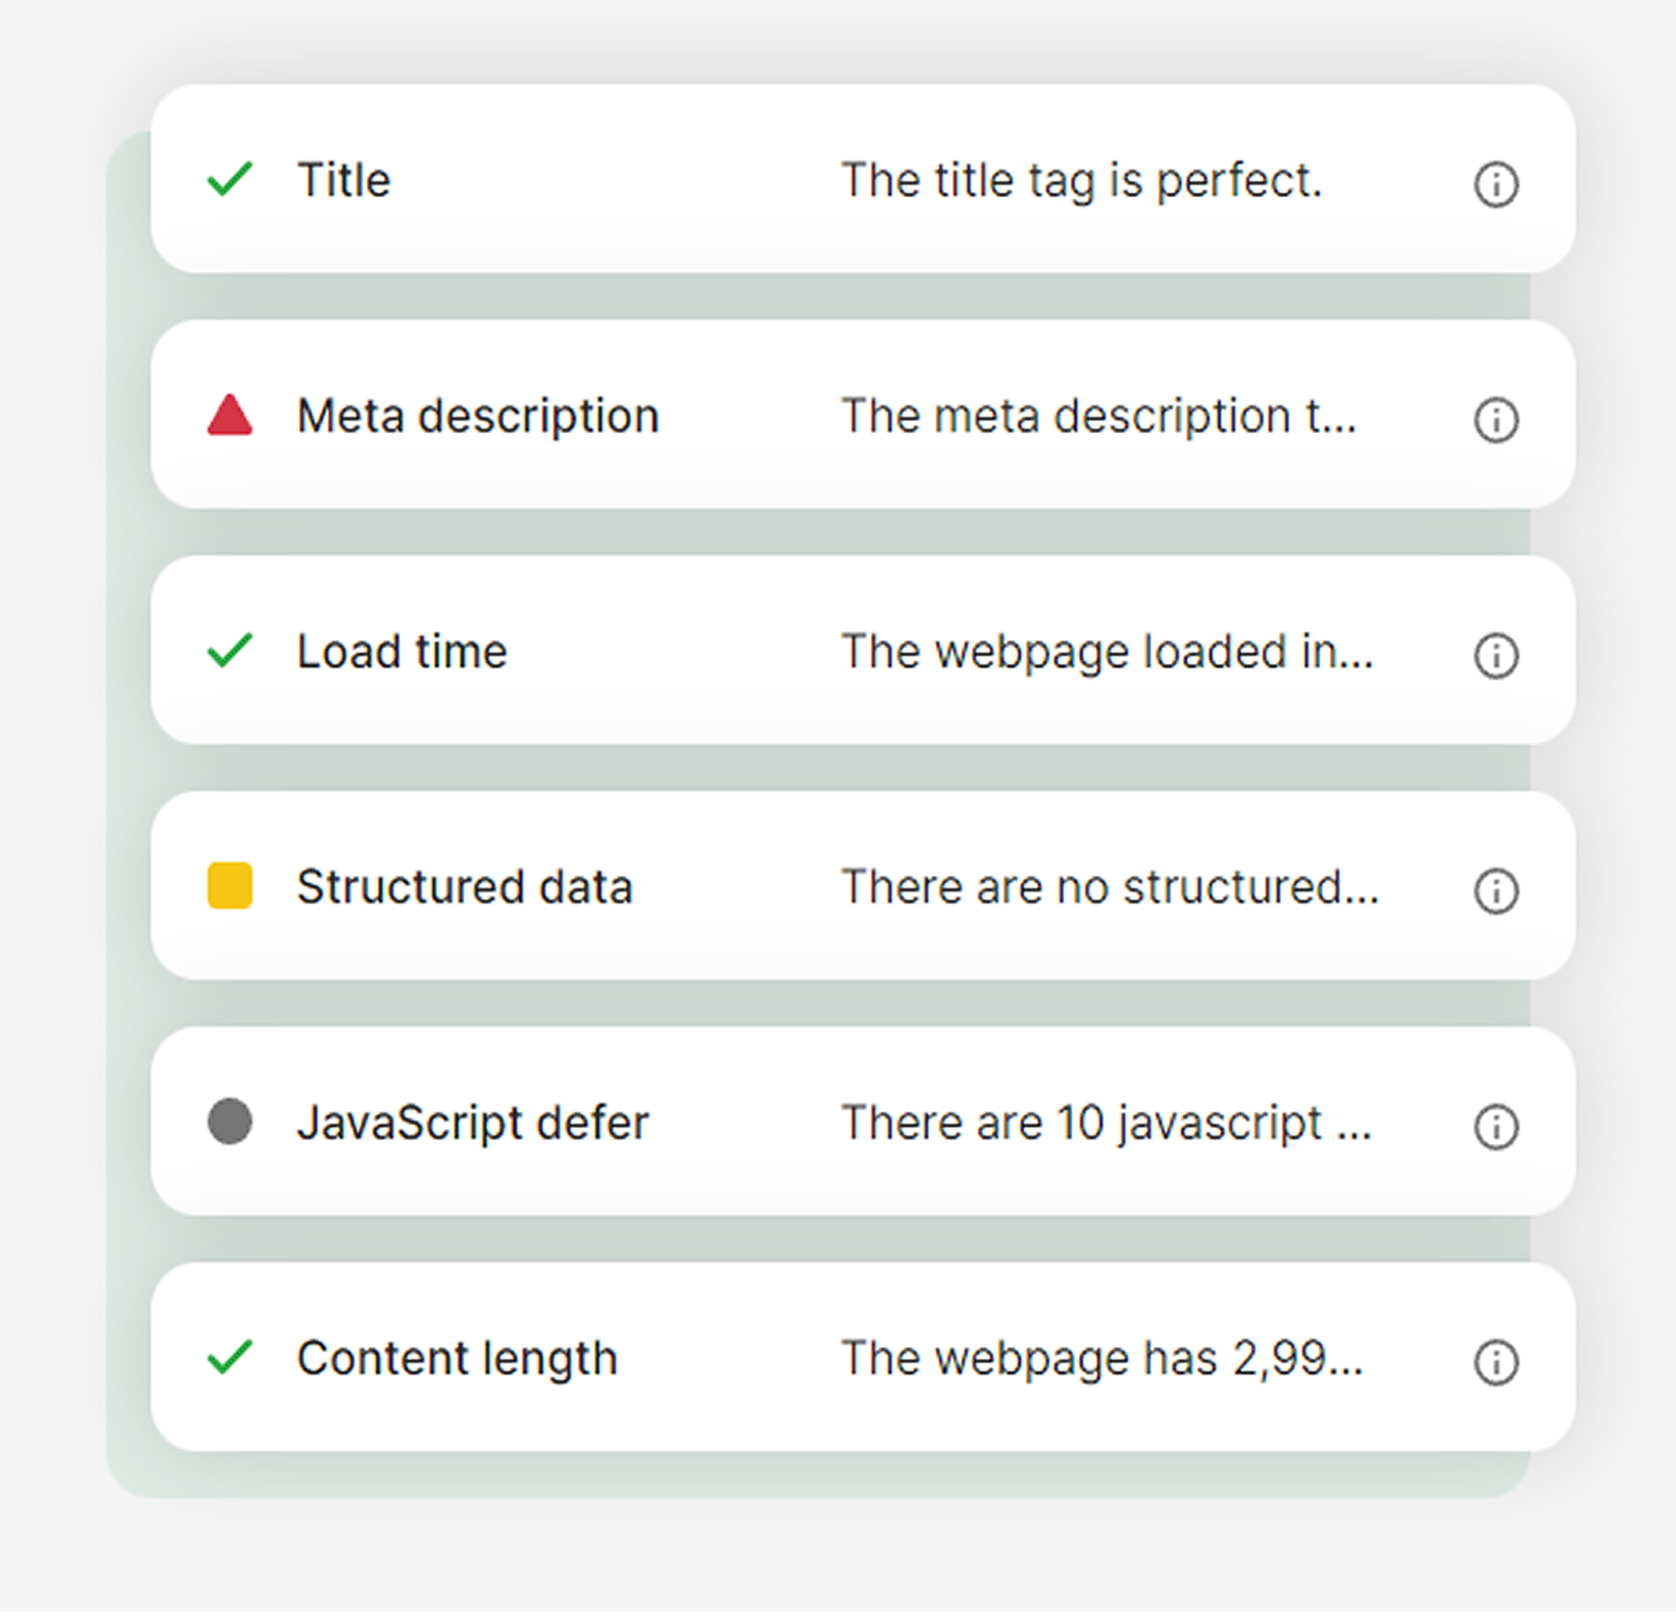 Title The title tag is perfect.
Meta description The meta description t...
Load time The webpage loaded in...
Structured data There are no structured...
JavaScript defer There are 10 javascript ...
Content length The webpage has 2,99...